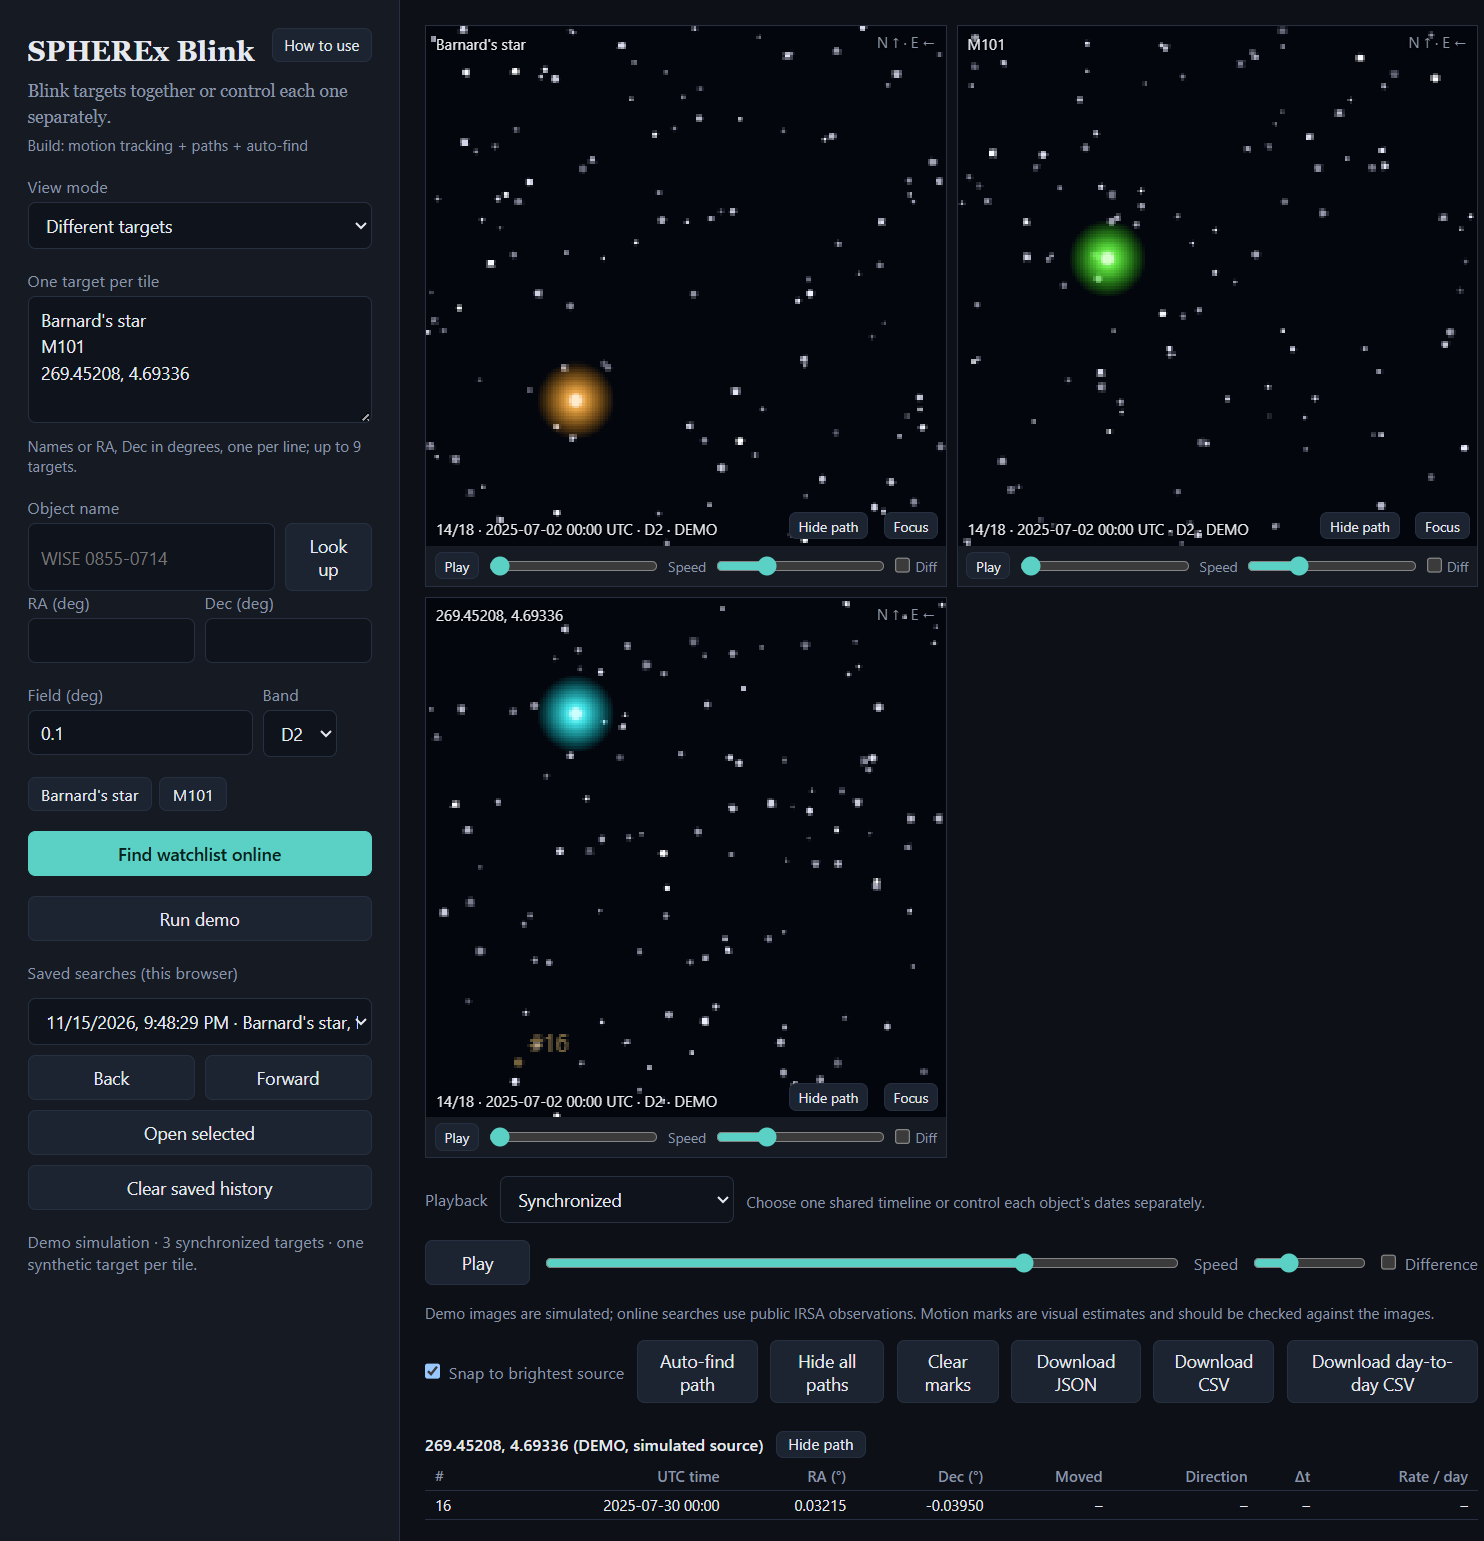 SPHEREx Blink
How to use
Blink targets together or control each one
separately.
Build: motion tracking + paths + auto-find
View mode
Different targets
One target per tile
Barnard's star
M101
269.45208, 4.69336
Names or RA, Dec in degrees, one per line; up to 9
targets.
Object name
WISE 0855-0714
Look
up
RA (deg)
Dec (deg)
Field (deg)
Band
0.1
D2
Barnard's star
M101
Find watchlist online
Run demo
Saved searches (this browser)
11/15/2026, 9:48:29 PM · Barnard's star,
Back
Forward
Open selected
Clear saved history
Demo simulation · 3 synchronized targets · one
synthetic target per tile.
Barnard's star
N ↑ · E ←
14/18 · 2025-07-02 00:00 UTC · D2 · DEMO
Hide path
Focus
Play
Speed
Diff
M101
N ↑ · E ←
14/18 · 2025-07-02 00:00 UTC · D2 · DEMO
Hide path
Focus
Play
Speed
Diff
269.45208, 4.69336
N ↑ · E ←
#16
14/18 · 2025-07-02 00:00 UTC · D2 · DEMO
Hide path
Focus
Play
Speed
Diff
Playback
Synchronized
Choose one shared timeline or control each object's dates separately.
Play
Speed
Difference
Demo images are simulated; online searches use public IRSA observations. Motion marks are visual estimates and should be checked against the images.
Snap to brightest source
Auto-find
path
Hide all
paths
Clear
marks
Download
JSON
Download
CSV
Download day-to-
day CSV
269.45208, 4.69336 (DEMO, simulated source)
Hide path
# UTC time RA (°) Dec (°) Moved Direction Δt Rate / day
16 2025-07-30 00:00 0.03215 -0.03950 – – – –